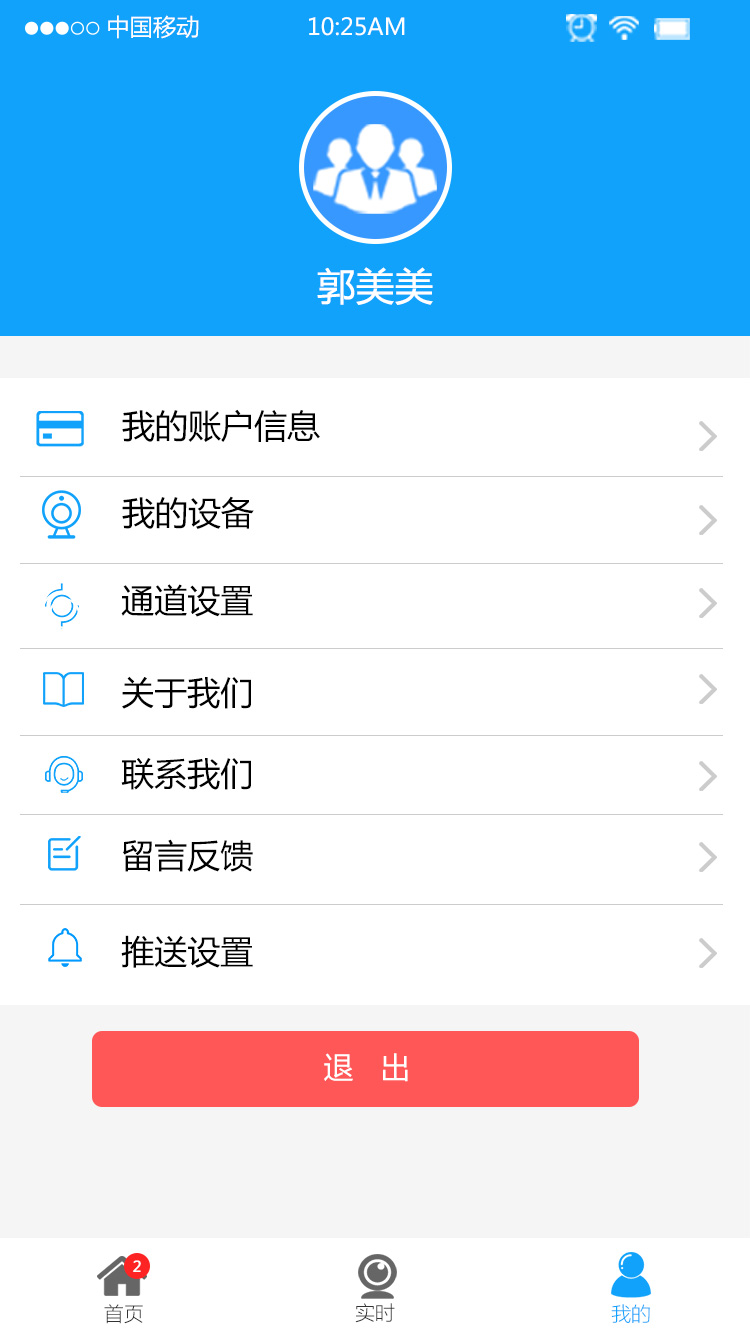 中国移动 10:25AM
郭美美
我的账户信息
我的设备
通道设置
关于我们
联系我们
留言反馈
推送设置
退 出
2
首页 实时 我的